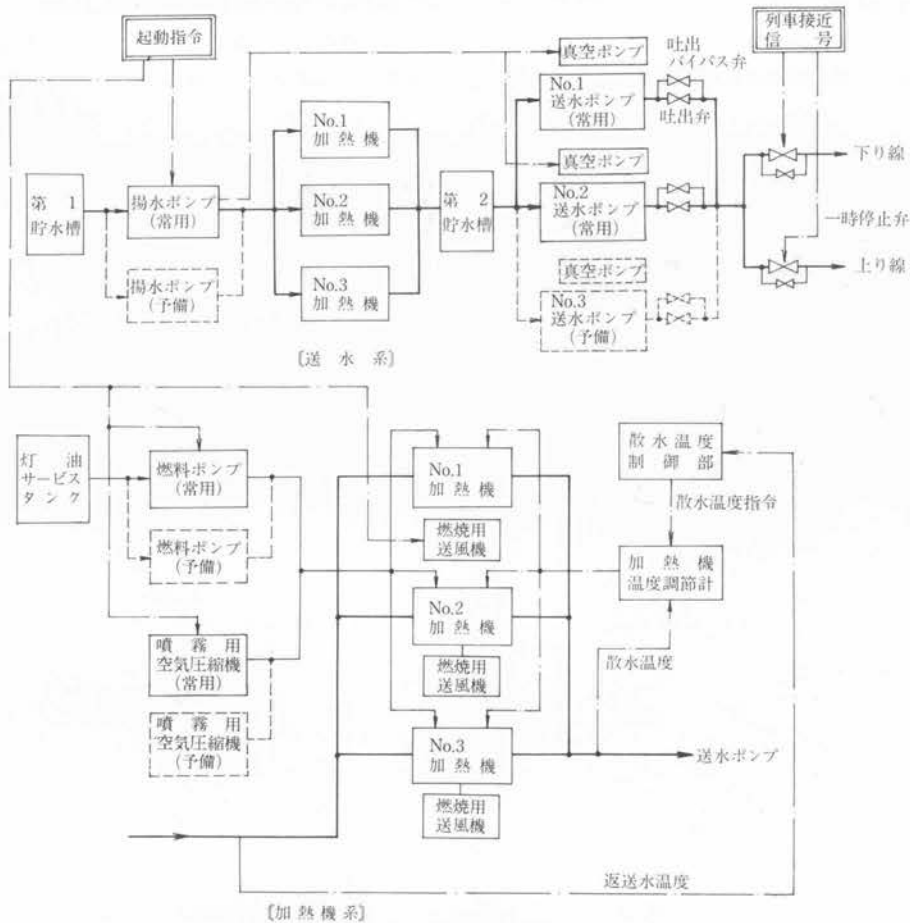 起動指令
列車接近
信号
真空ポンプ
吐出
バイパス弁
No.1
送水ポンプ
(常用)
吐出弁
No.1
加熱機
下り線
真空ポンプ
第1
貯水槽
揚水ポンプ
(常用)
No.2
加熱機
第2
貯水槽
No.2
送水ポンプ
(常用)
一時停止弁
上り線
揚水ポンプ
(予備)
No.3
加熱機
真空ポンプ
No.3
送水ポンプ
(予備)
[送水系]
灯油
サービス
タンク
燃料ポンプ
(常用)
No.1
加熱機
散水温度
制御部
散水温度指令
燃料ポンプ
(予備)
燃焼用
送風機
加熱機
温度調節計
No.2
加熱機
噴霧用
空気圧縮機
(常用)
燃焼用
送風機
散水温度
噴霧用
空気圧縮機
(予備)
No.3
加熱機
送水ポンプ
燃焼用
送風機
返送水温度
[加熱機系]